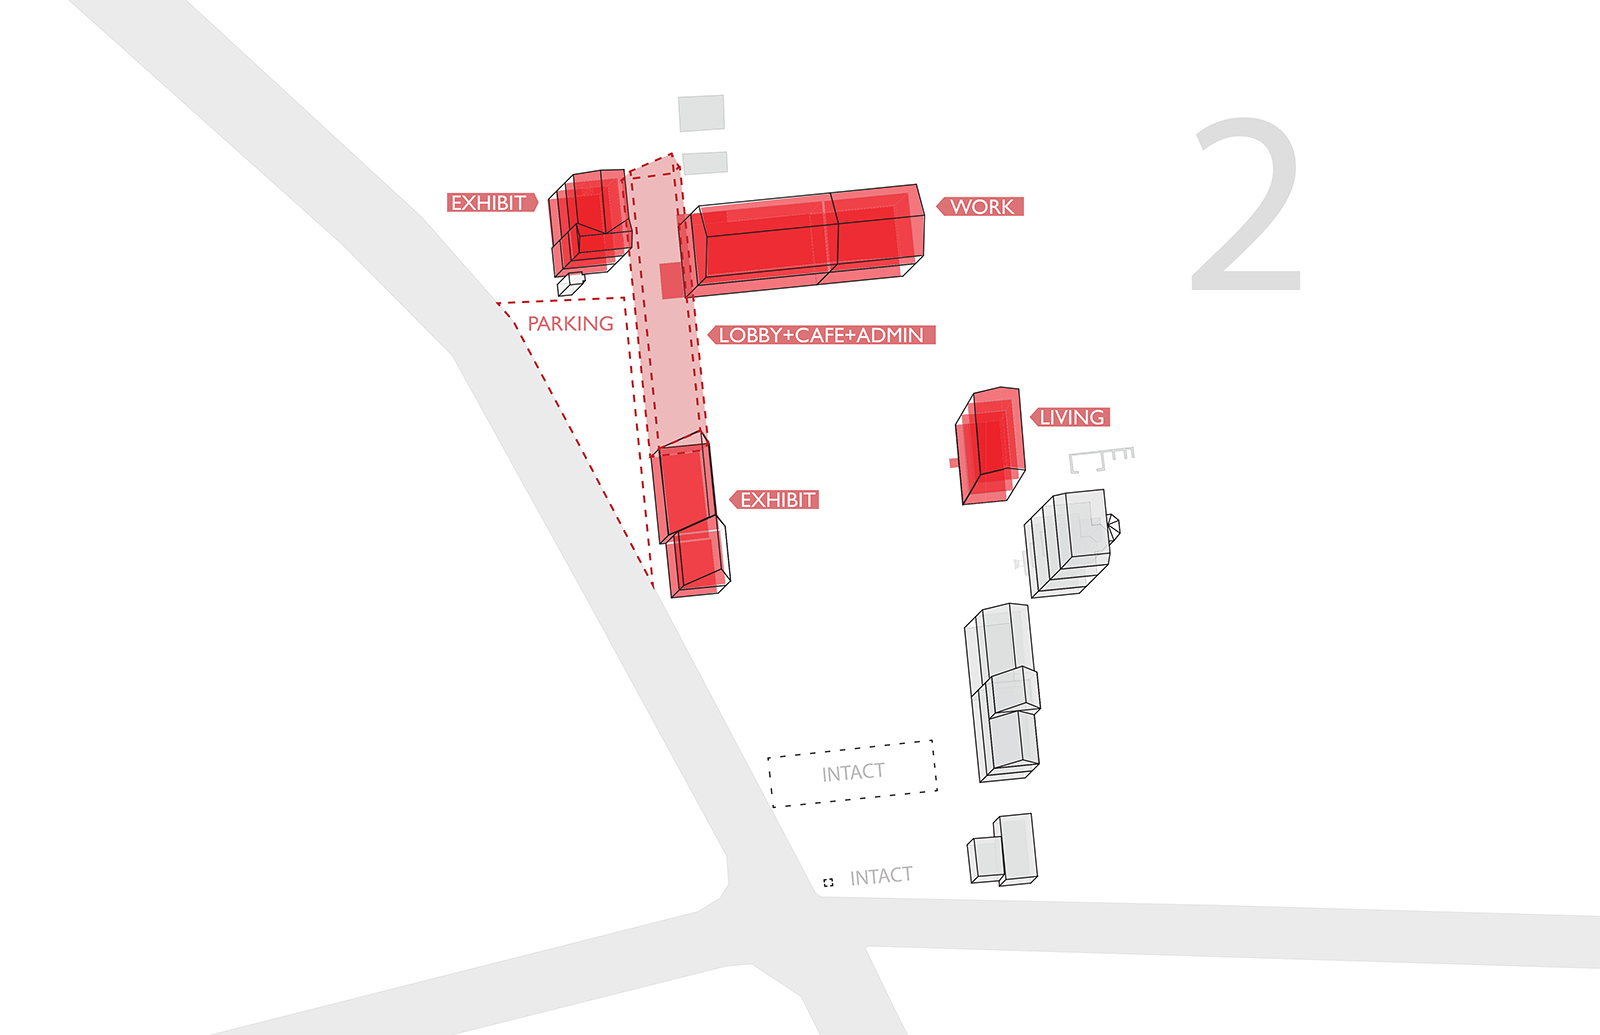 2
EXHIBIT
WORK
PARKING
LOBBY+CAFE+ADMIN
LIVING
EXHIBIT
INTACT
INTACT